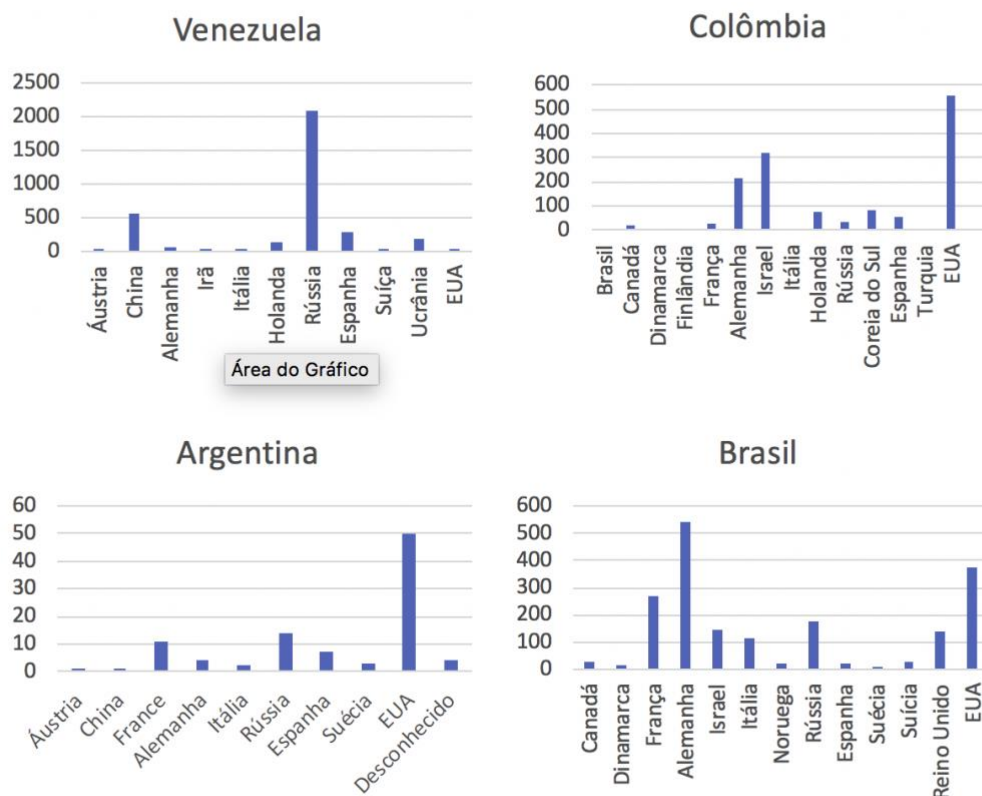 Venezuela
2500
2000
1500
1000
500
0
Áustria
China
Alemanha
Irã
Itália
Holanda
Rússia
Espanha
Suíça
Ucrânia
EUA
Área do Gráfico
Colômbia
600
500
400
300
200
100
0
Brasil
Canadá
Dinamarca
Finlândia
França
Alemanha
Israel
Itália
Holanda
Rússia
Coreia do Sul
Espanha
Turquia
EUA
Argentina
60
50
40
30
20
10
0
Áustria
China
France
Alemanha
Itália
Rússia
Espanha
Suécia
EUA
Desconhecido
Brasil
600
500
400
300
200
100
0
Canadá
Dinamarca
França
Alemanha
Israel
Itália
Noruega
Rússia
Espanha
Suécia
Suícia
Reino Unido
EUA